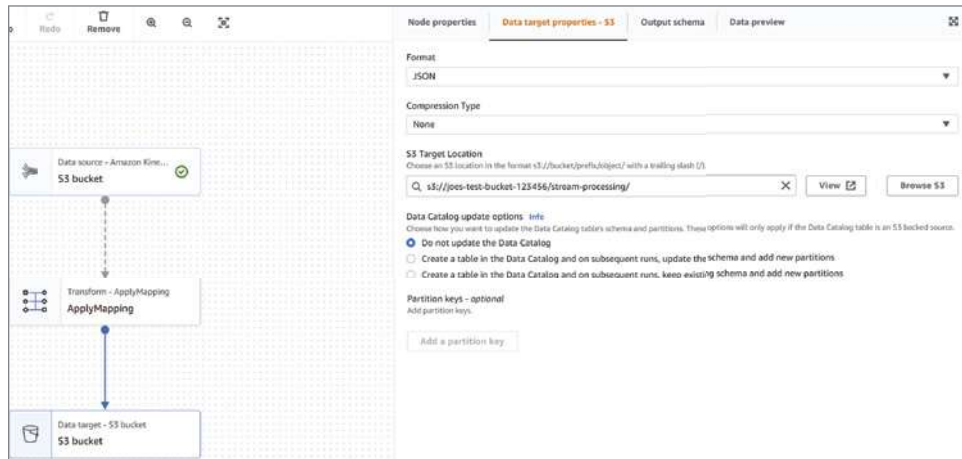 Redo
Remove
Node properties
Data target properties - S3
Output schema
Data preview
Format
JSON
Compression Type
None
S3 Target Location
Choose an S3 location in the format s3://bucket/prefix/object/ with a trailing slash (/).
s3://joes-test-bucket-123456/stream-processing/
View
Browse S3
Data Catalog update options Info
Choose how you want to update the Data Catalog table's schema and partitions. These options will only apply if the Data Catalog table is an S3 backed source.
Do not update the Data Catalog
Create a table in the Data Catalog and on subsequent runs, update the schema and add new partitions
Create a table in the Data Catalog and on subsequent runs, keep existing schema and add new partitions
Partition keys - optional
Add partition keys.
Add a partition key
Data source - Amazon Kine...
S3 bucket
Transform - ApplyMapping
ApplyMapping
Data target - S3 bucket
S3 bucket